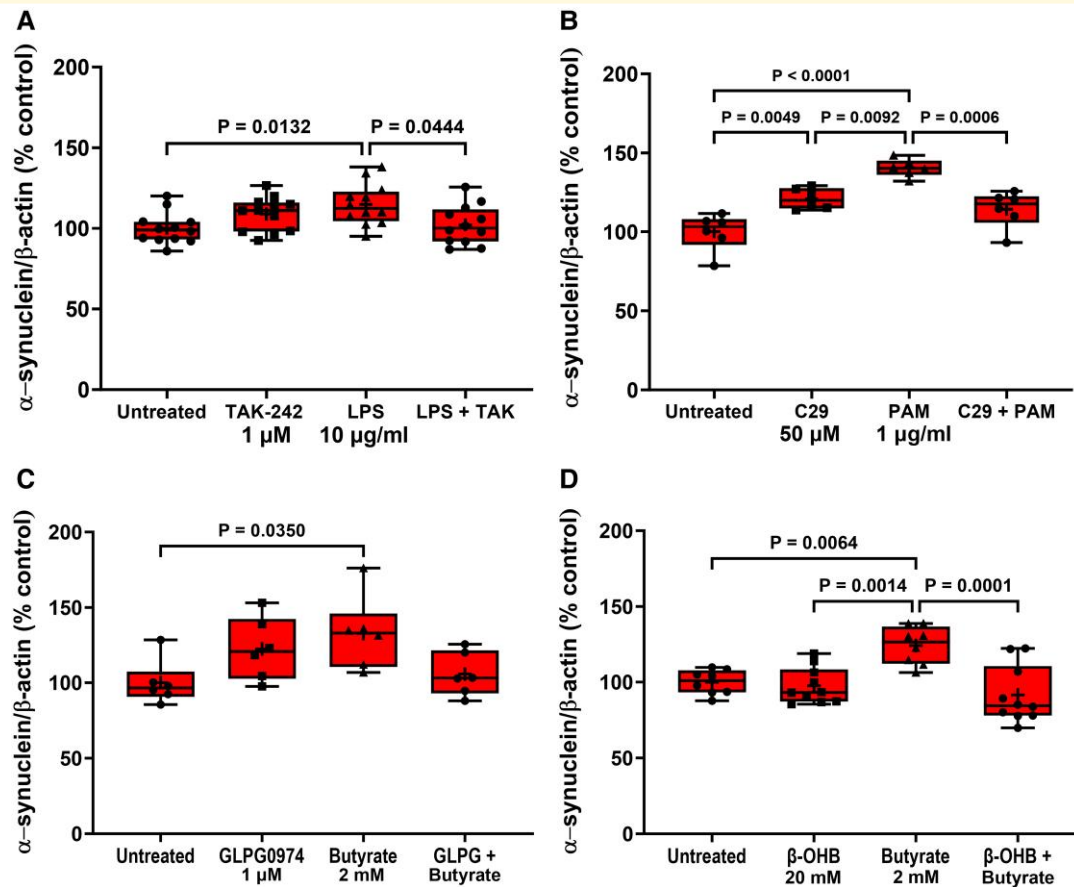 A
α−synuclein/β-actin (% control)
200
150
100
50
0
P = 0.0132
P = 0.0444
Untreated
TAK-242
1 µM
LPS
10 µg/ml
LPS + TAK
B
α−synuclein/β-actin (% control)
200
150
100
50
0
P < 0.0001
P = 0.0049
P = 0.0092
P = 0.0006
Untreated
C29
50 µM
PAM
1 µg/ml
C29 + PAM
C
α−synuclein/β-actin (% control)
200
150
100
50
0
P = 0.0350
Untreated
GLPG0974
1 µM
Butyrate
2 mM
GLPG +
Butyrate
D
α−synuclein/β-actin (% control)
200
150
100
50
0
P = 0.0064
P = 0.0014
P = 0.0001
Untreated
β-OHB
20 mM
Butyrate
2 mM
β-OHB +
Butyrate